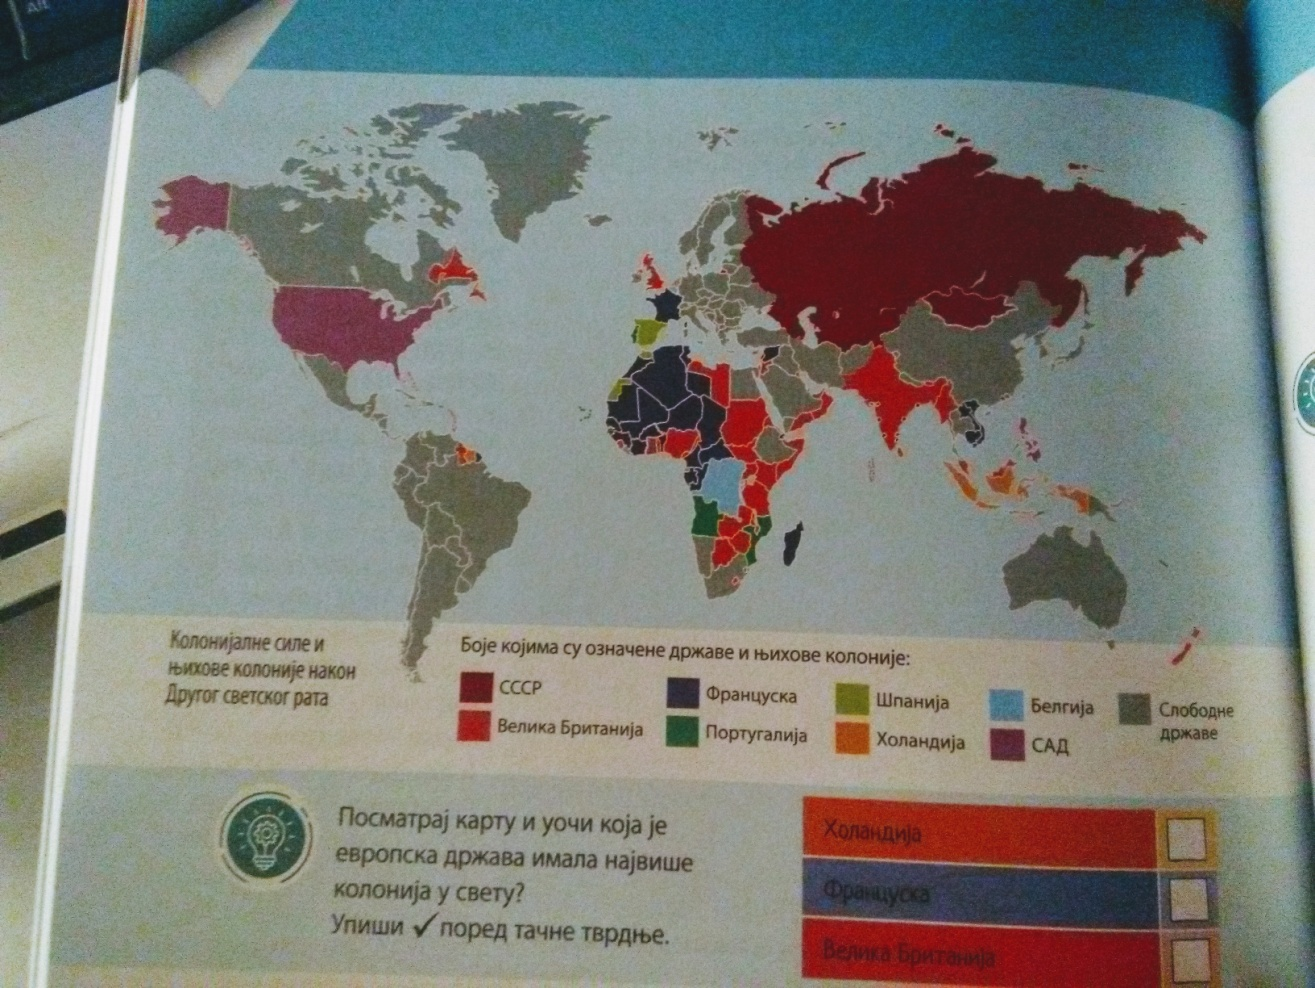 Колонијалне силе и
њихове колоније након
Другог светског рата
Боје којима су означене државе и њихове колоније:
СССР
Велика Британија
Француска
Португалија
Шпанија
Холандија
Белгија
САД
Слободне
државе
Посматрај карту и уочи која је
европска држава имала највише
колонија у свету?
Упиши ✓ поред тачне тврдње.
Холандија
Француска
Велика Британија